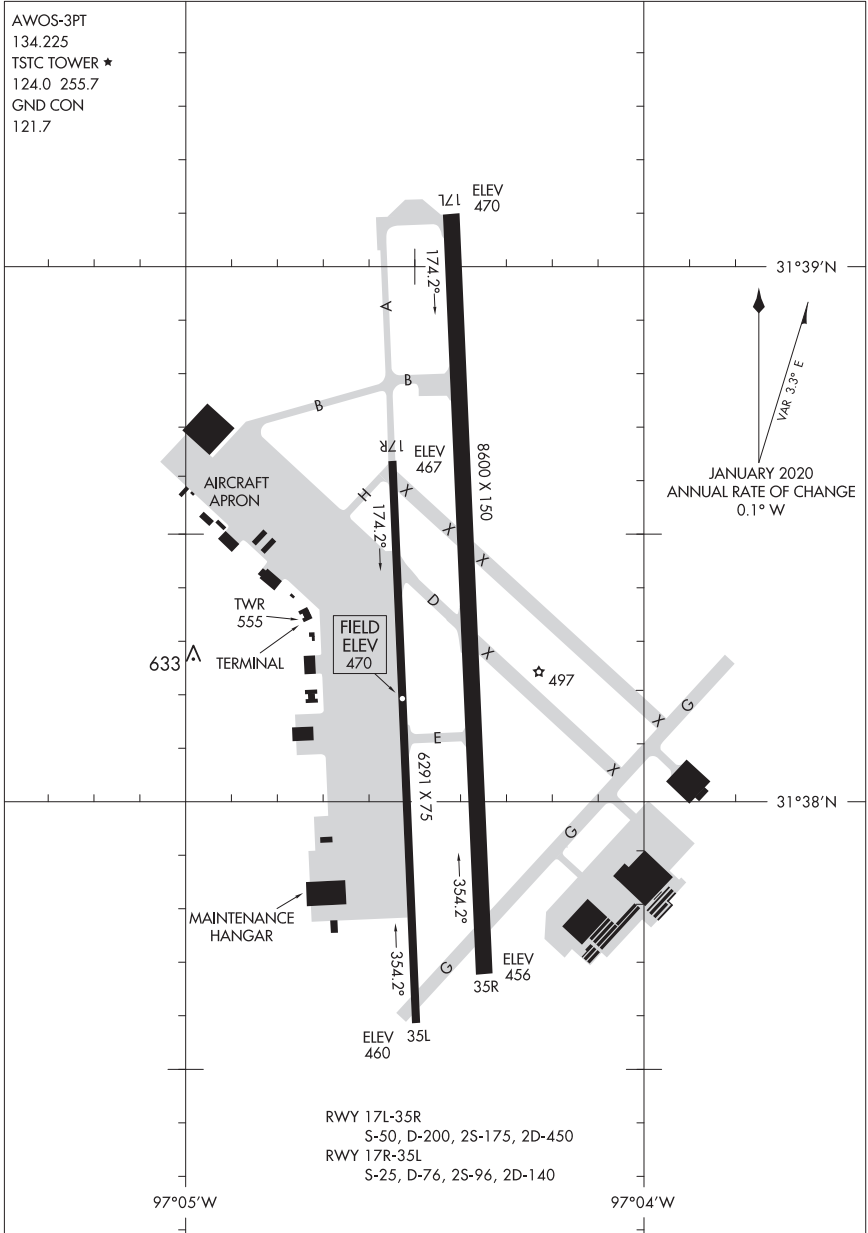 AWOS-3PT
134.225
TSTC TOWER ★
124.0 255.7
GND CON
121.7
17L
ELEV
470
31°39'N
174.2°
A
VAR 3.3° E
B
B
17R
ELEV
467
8600 X 150
JANUARY 2020
ANNUAL RATE OF CHANGE
0.1° W
AIRCRAFT
APRON
H
X
174.2°
X
X
TWR
555
D
FIELD
ELEV
470
633
TERMINAL
X
497
G
X
E
6291 X 75
X
31°38'N
G
354.2°
MAINTENANCE
HANGAR
354.2°
G
ELEV
456
35R
ELEV
460
35L
RWY 17L-35R
S-50, D-200, 2S-175, 2D-450
RWY 17R-35L
S-25, D-76, 2S-96, 2D-140
97°05'W
97°04'W